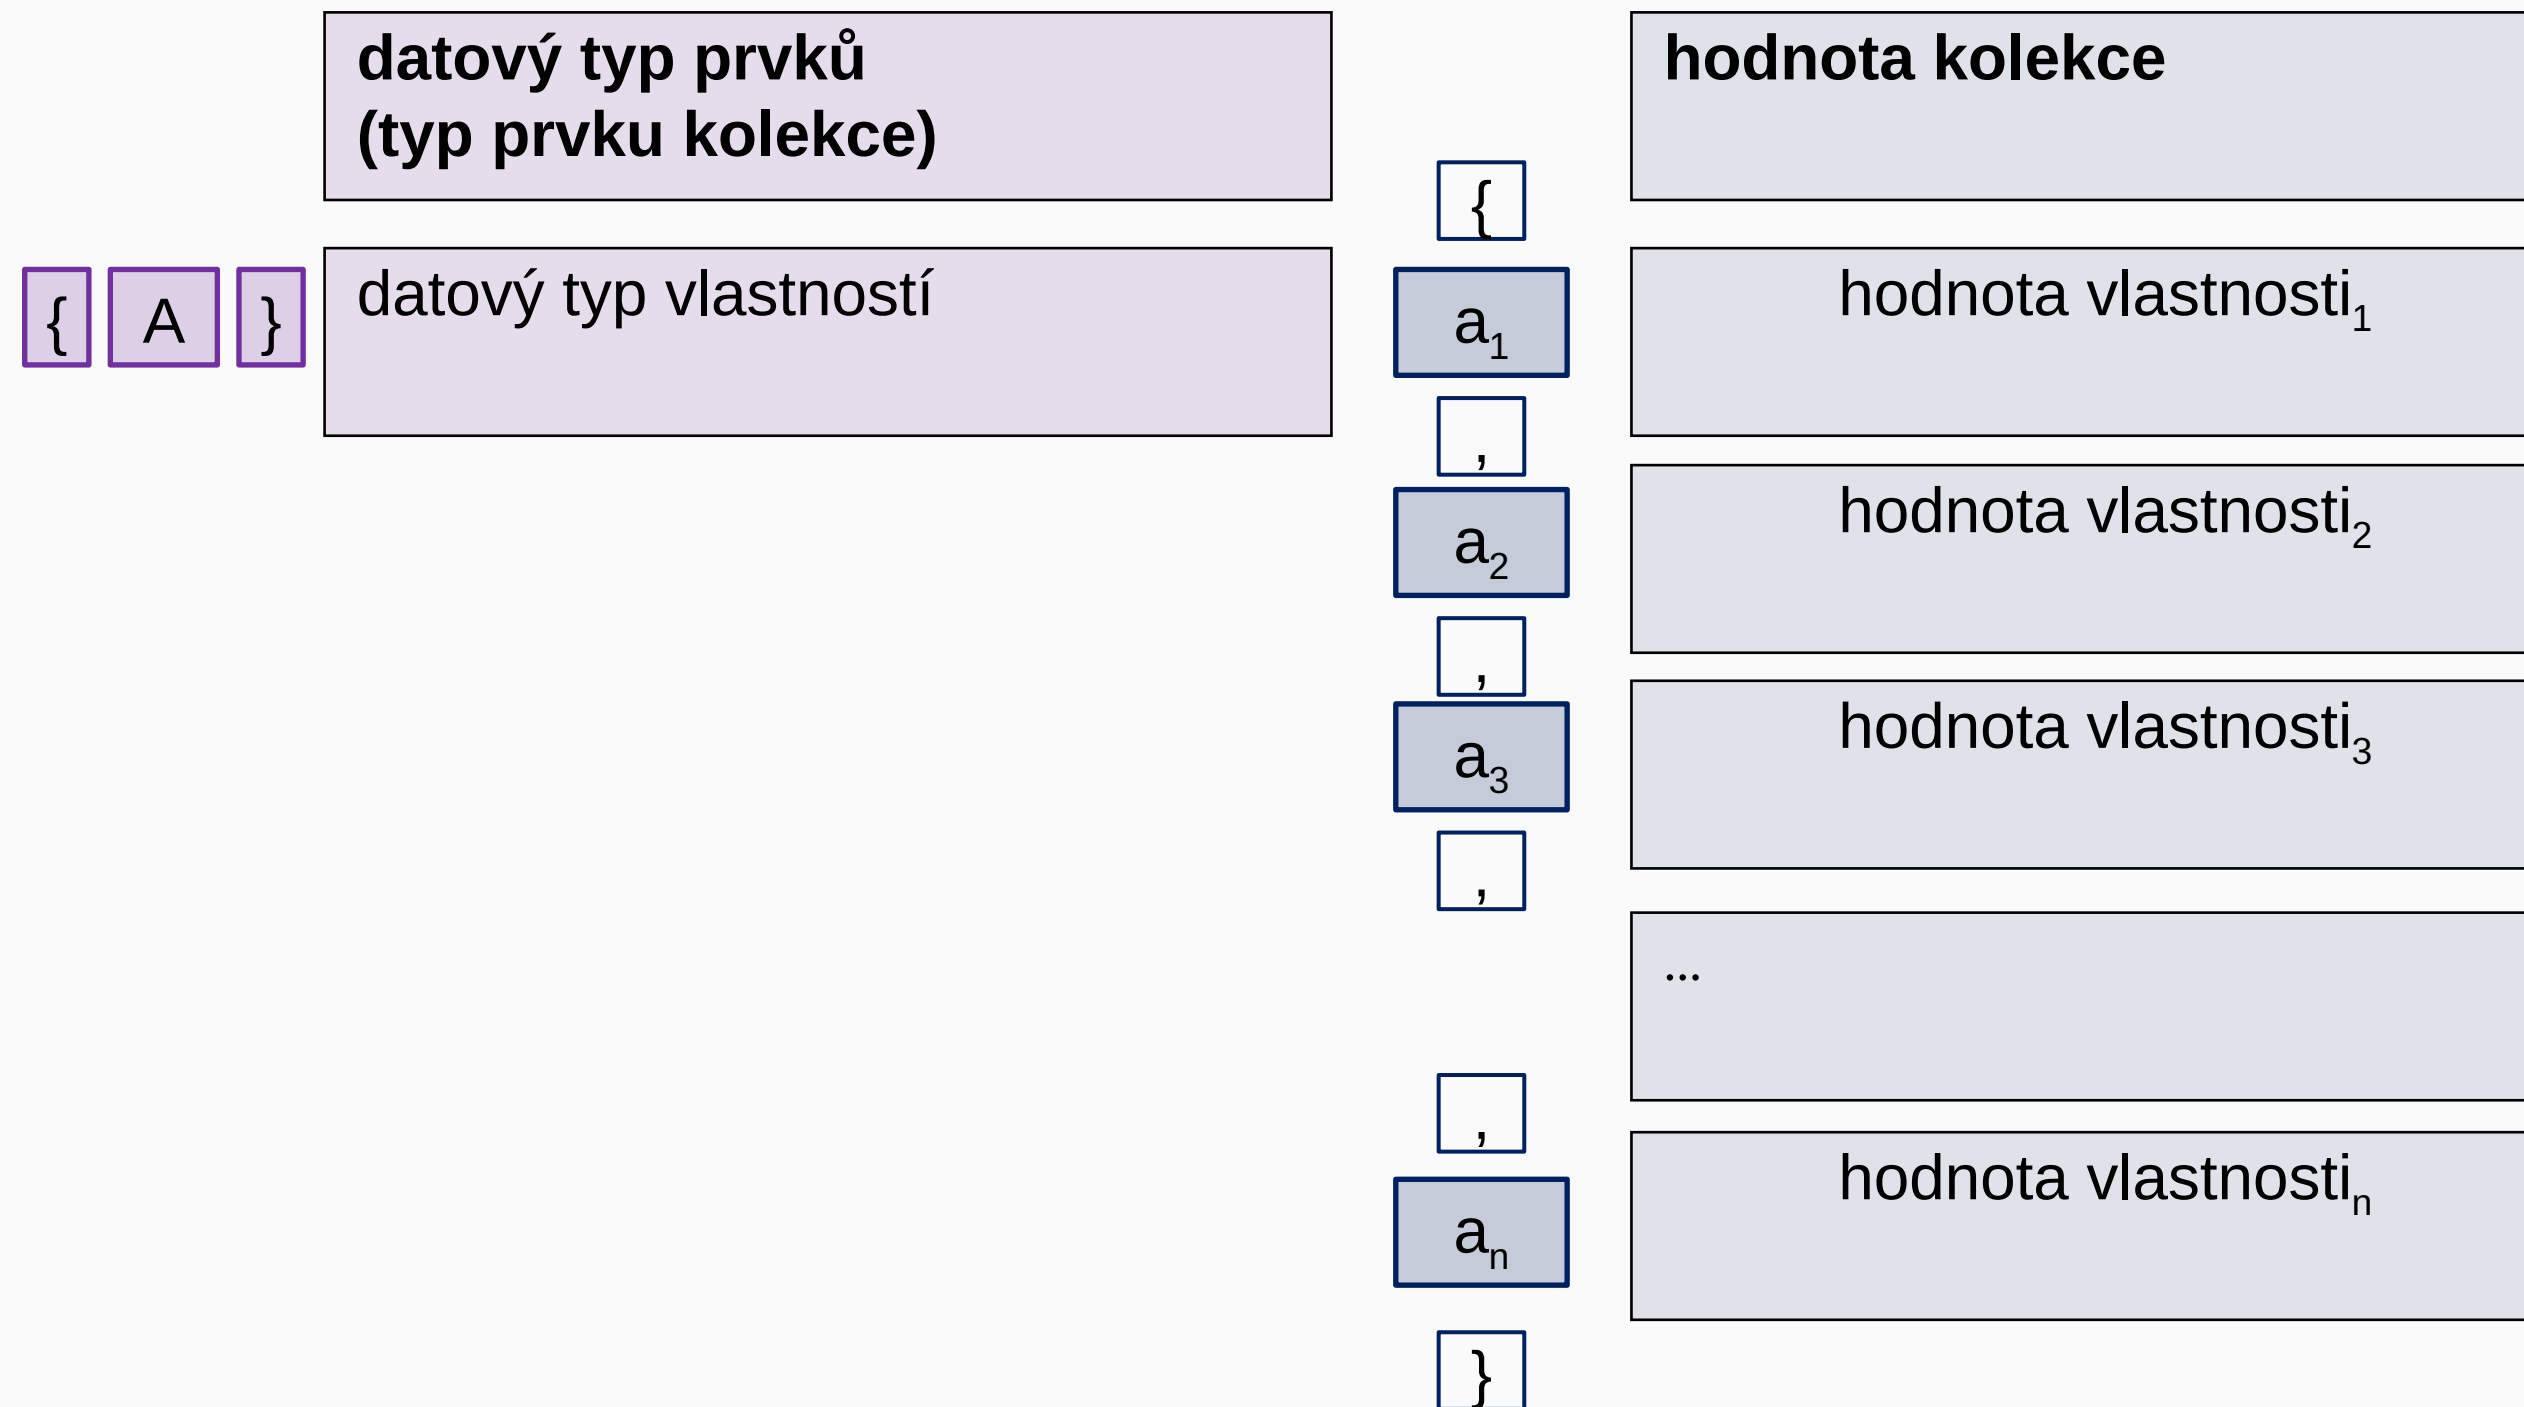 datový typ prvků
(typ prvku kolekce)
hodnota kolekce
{
{ A } datový typ vlastností
a₁ hodnota vlastnosti₁
,
a₂ hodnota vlastnosti₂
,
a₃ hodnota vlastnosti₃
,
...
,
aₙ hodnota vlastnostiₙ
}